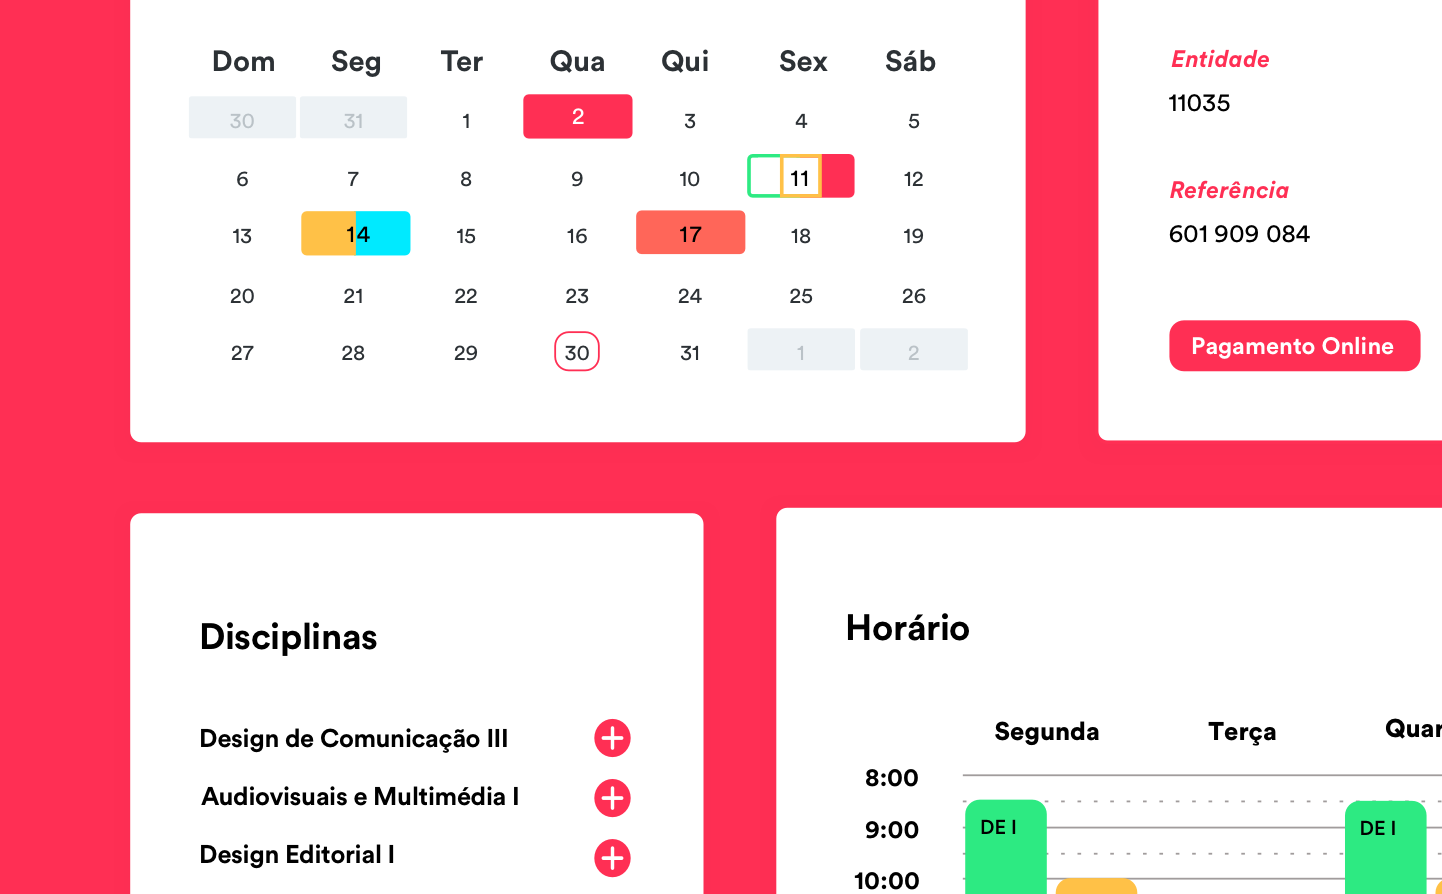 Dom Seg Ter Qua Qui Sex Sáb
30 31 1 2 3 4 5
6 7 8 9 10 11 12
13 14 15 16 17 18 19
20 21 22 23 24 25 26
27 28 29 30 31 1 2
Entidade
11035
Referência
601 909 084
Pagamento Online
Disciplinas
Design de Comunicação III
Audiovisuais e Multimédia I
Design Editorial I
Horário
Segunda Terça Quar
8:00
9:00 DE I DE I
10:00